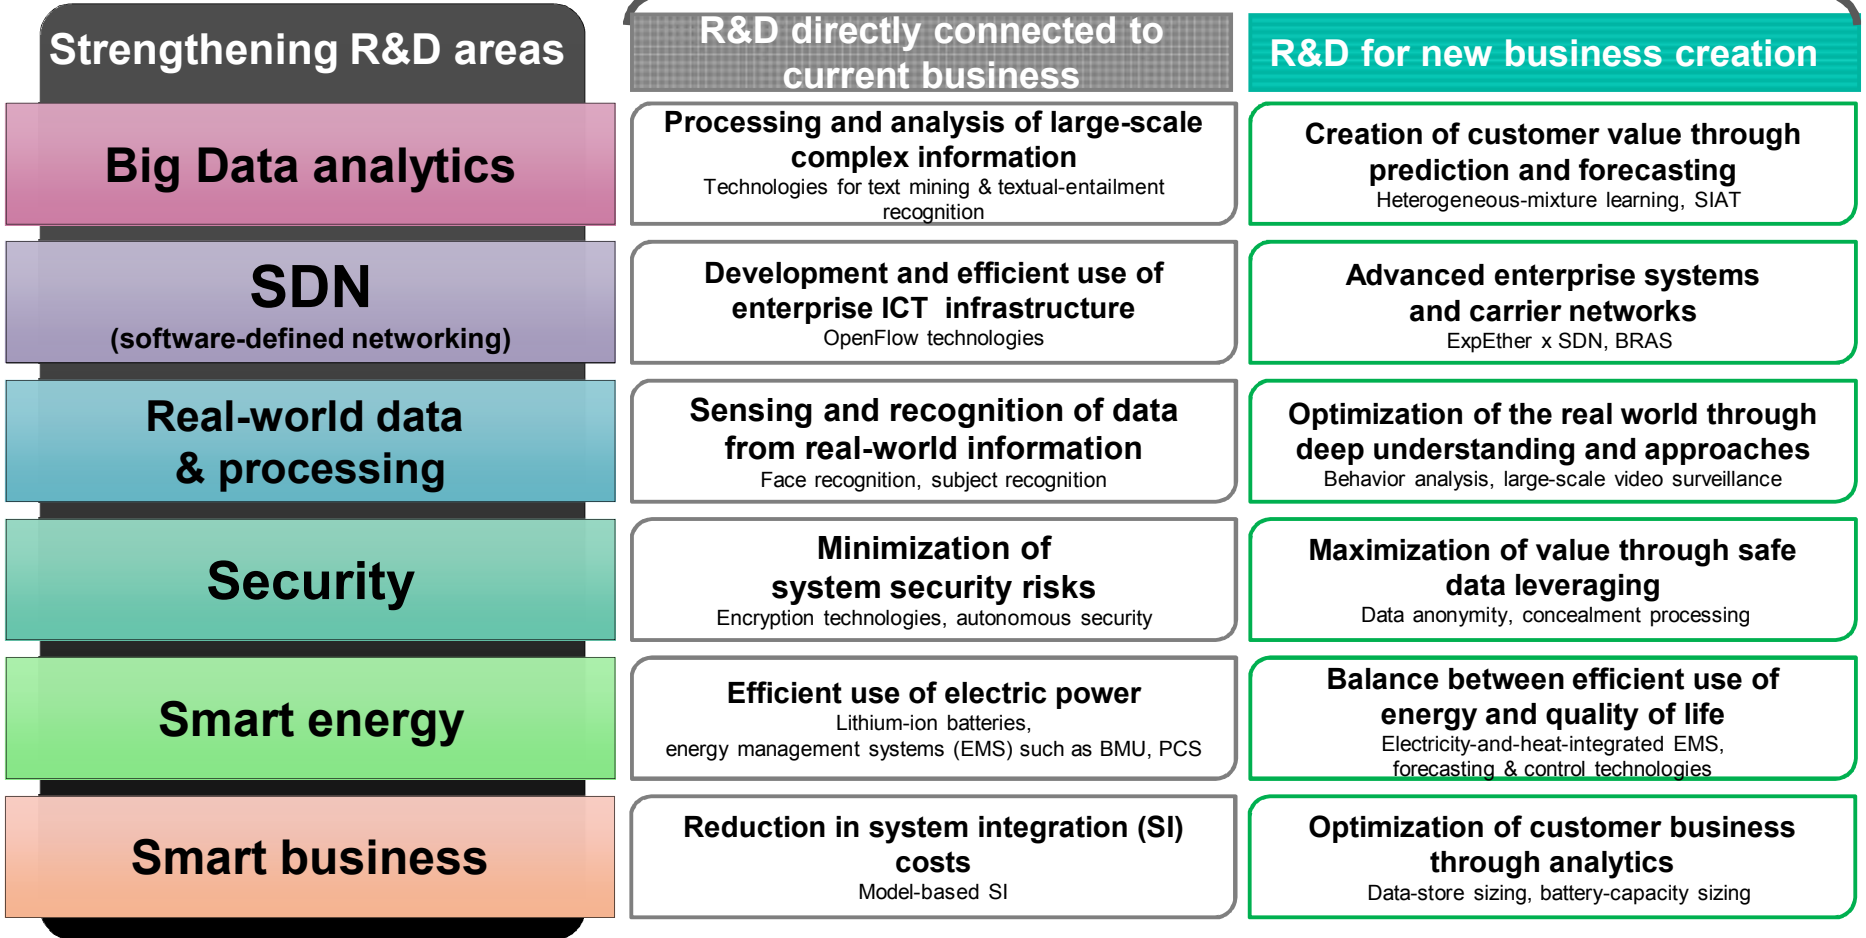 Strengthening R&D areas
R&D directly connected to
current business
R&D for new business creation
Big Data analytics
Processing and analysis of large-scale
complex information
Technologies for text mining & textual-entailment
recognition
Creation of customer value through
prediction and forecasting
Heterogeneous-mixture learning, SIAT
SDN
(software-defined networking)
Development and efficient use of
enterprise ICT infrastructure
OpenFlow technologies
Advanced enterprise systems
and carrier networks
ExpEther x SDN, BRAS
Real-world data
& processing
Sensing and recognition of data
from real-world information
Face recognition, subject recognition
Optimization of the real world through
deep understanding and approaches
Behavior analysis, large-scale video surveillance
Security
Minimization of
system security risks
Encryption technologies, autonomous security
Maximization of value through safe
data leveraging
Data anonymity, concealment processing
Smart energy
Efficient use of electric power
Lithium-ion batteries,
energy management systems (EMS) such as BMU, PCS
Balance between efficient use of
energy and quality of life
Electricity-and-heat-integrated EMS,
forecasting & control technologies
Smart business
Reduction in system integration (SI)
costs
Model-based SI
Optimization of customer business
through analytics
Data-store sizing, battery-capacity sizing